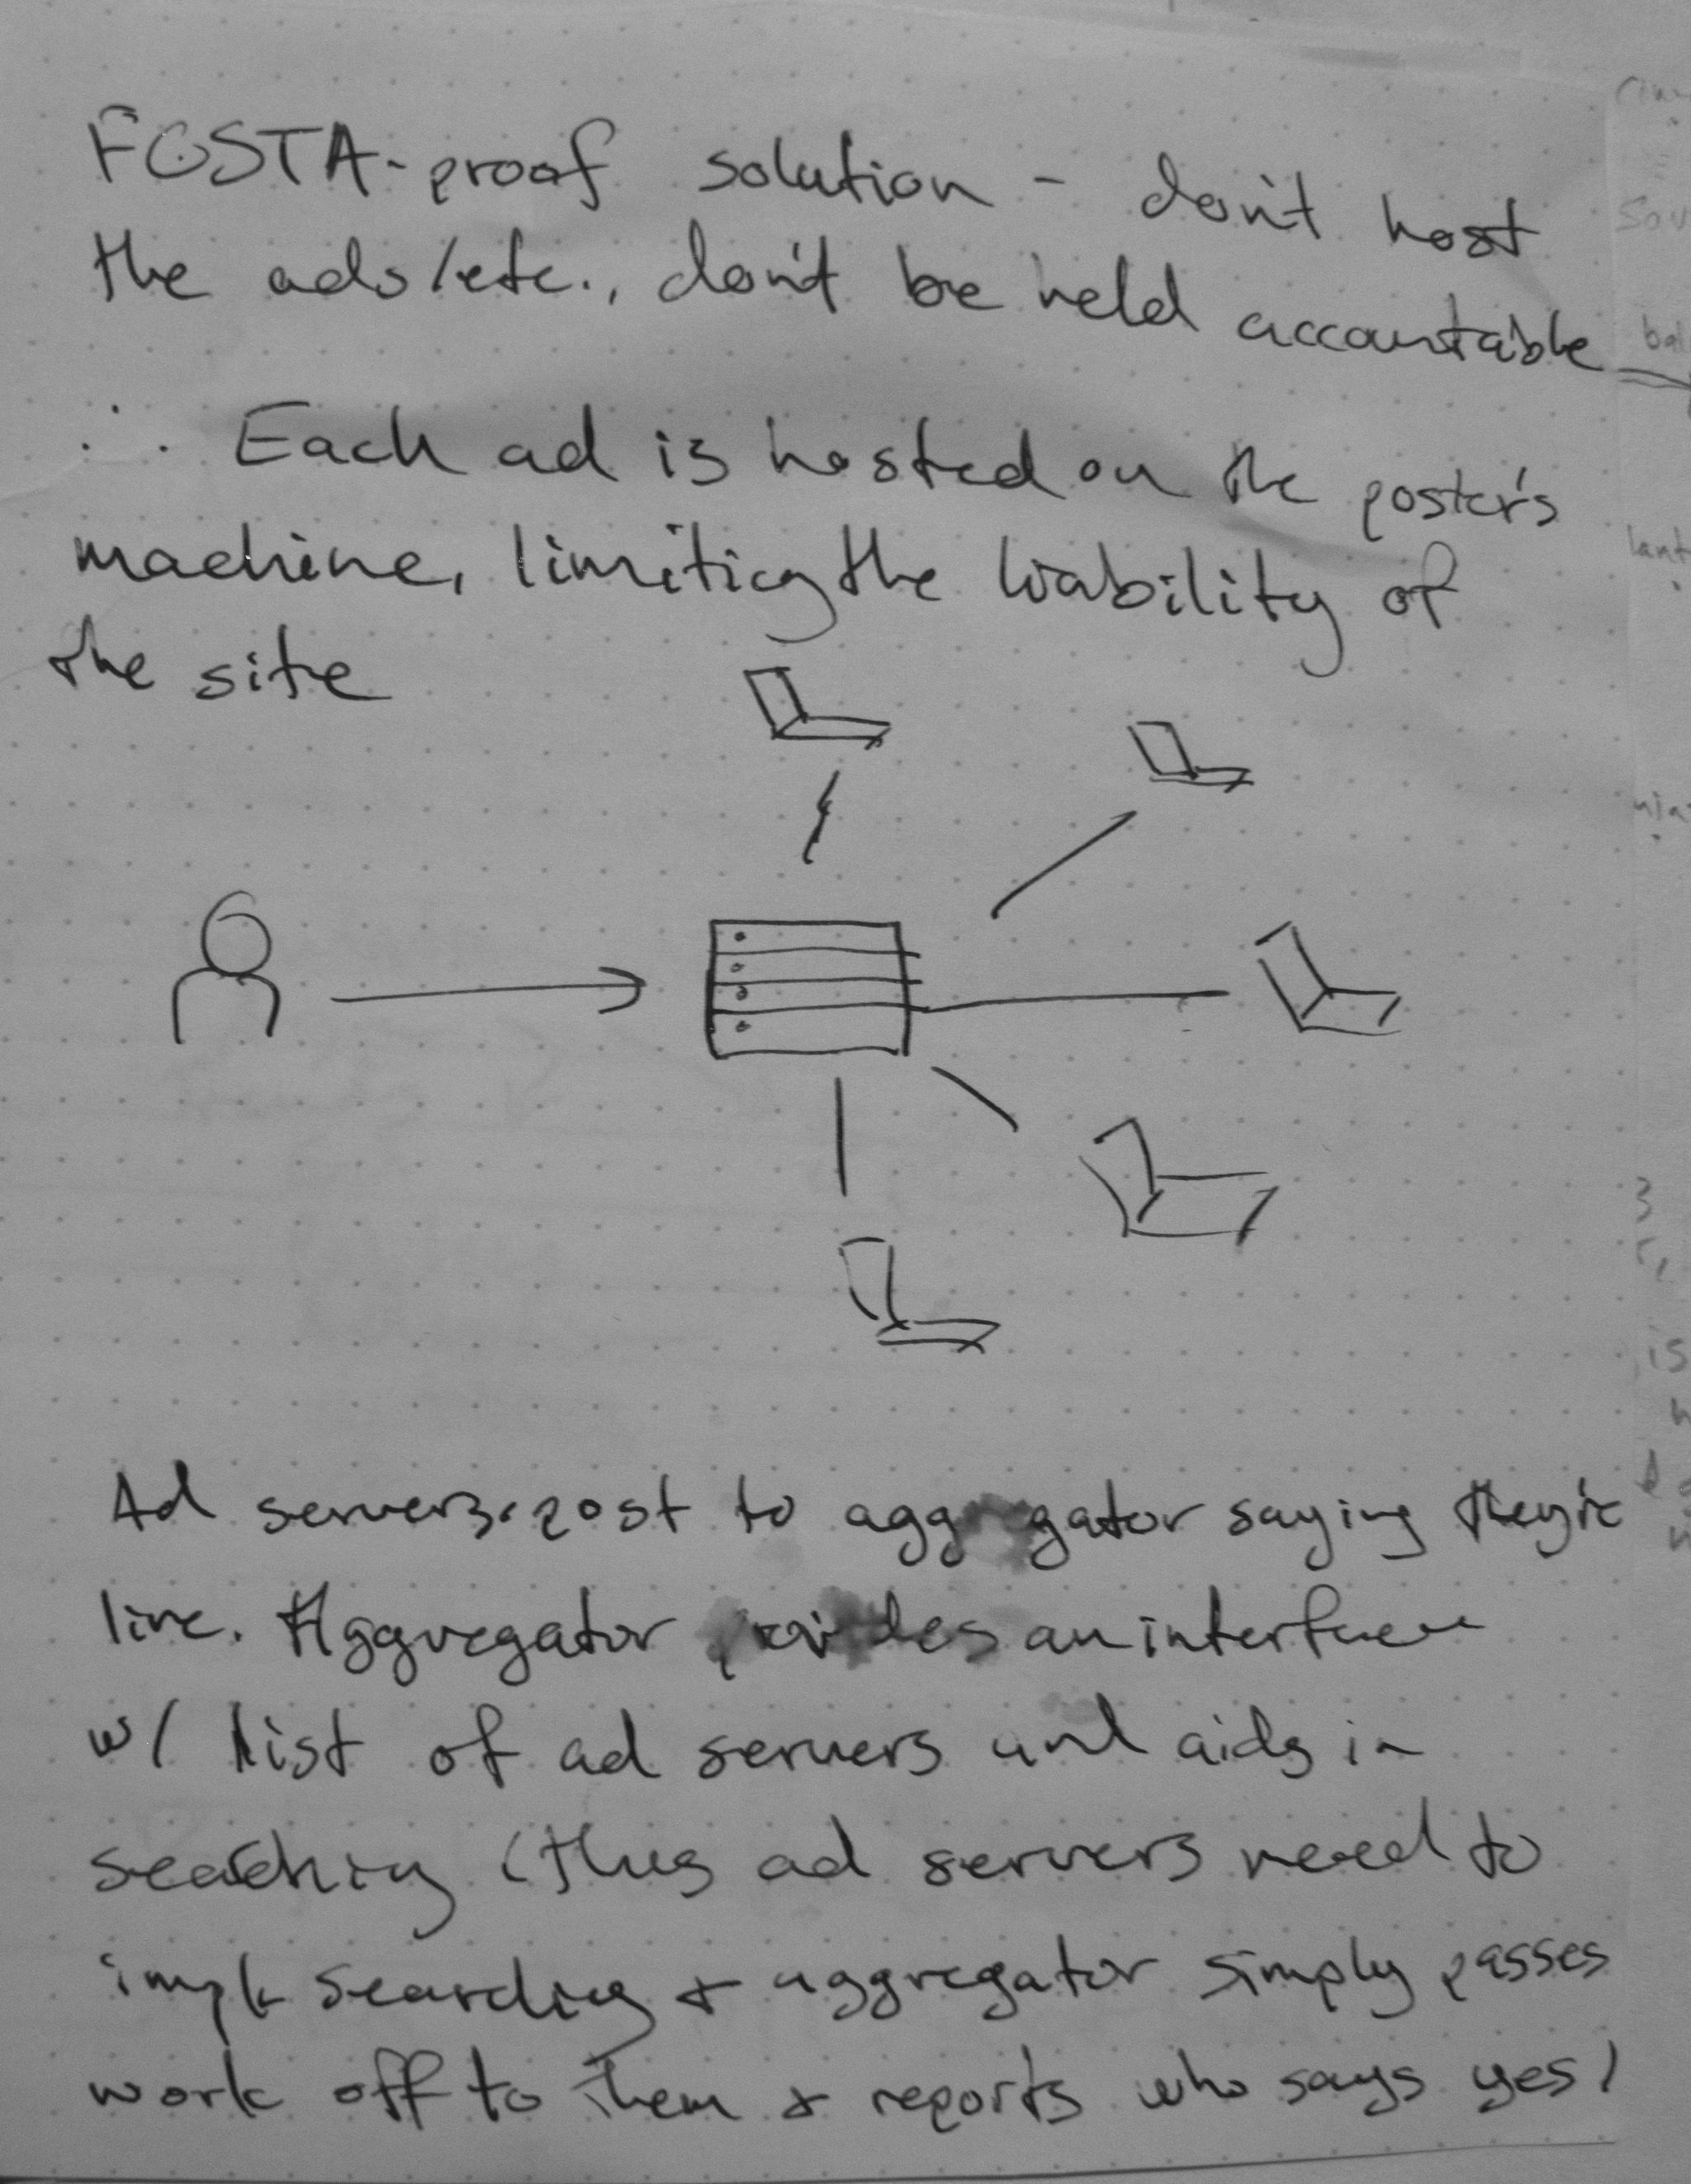 FOSTA-proof solution - don't host
the ads/etc., don't be held accountable
∴ Each ad is hosted on the poster's
machine, limiting the liability of
the site
Ad servers post to aggregator saying they're
live. Aggregator provides an interface
w/ list of ad servers and aids in
searching (thus ad servers need to
implt searching & aggregator simply passes
work off to them & reports who says yes)